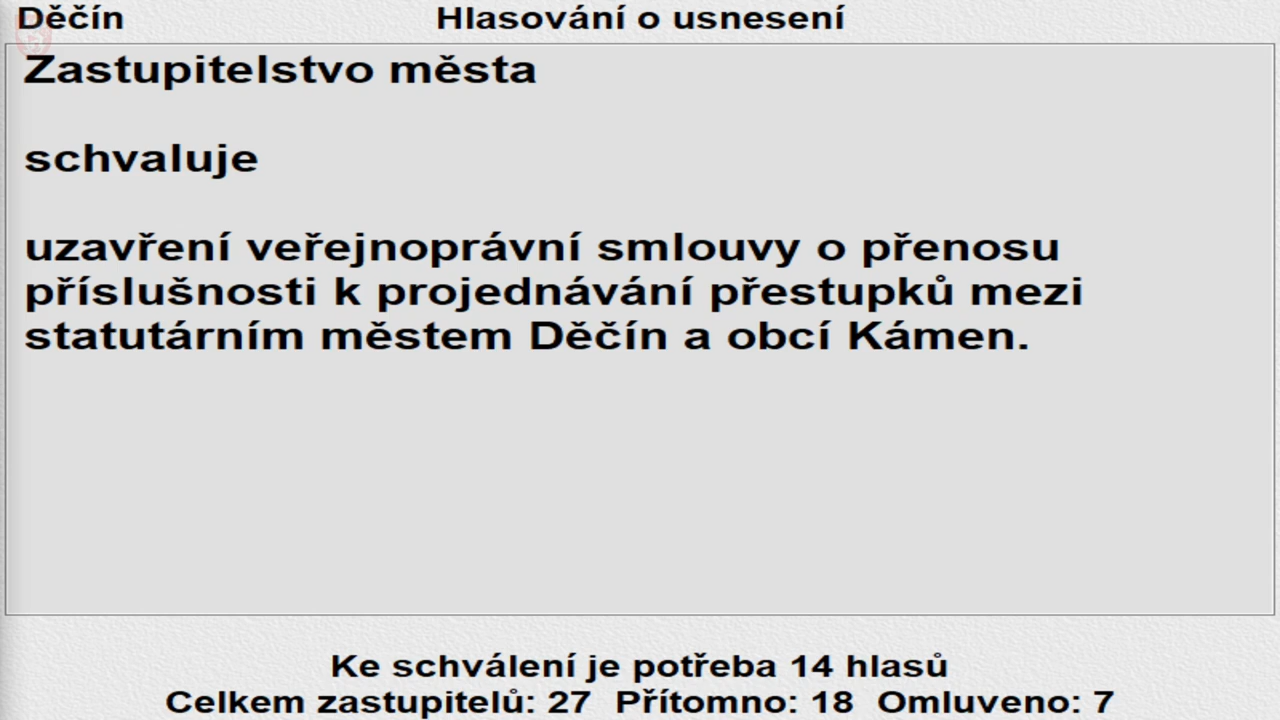 Děčín
Hlasování o usnesení
Zastupitelstvo města
schvaluje
uzavření veřejnoprávní smlouvy o přenosu
příslušnosti k projednávání přestupků mezi
statutárním městem Děčín a obcí Kámen.
Ke schválení je potřeba 14 hlasů
Celkem zastupitelů: 27 Přítomno: 18 Omluveno: 7